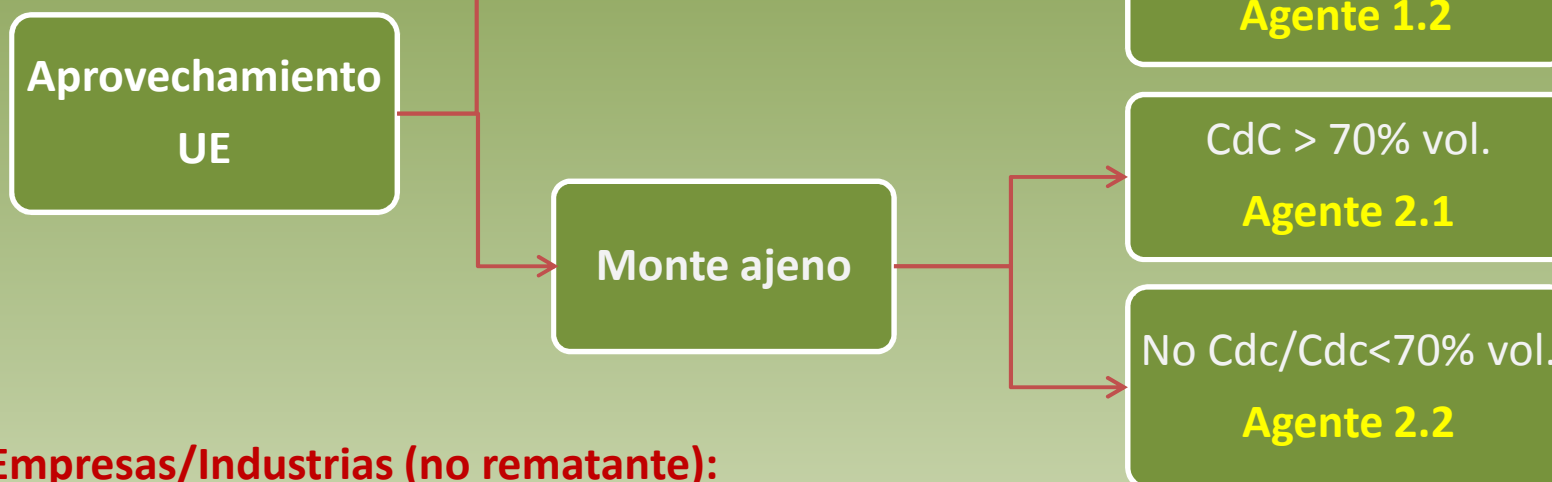 Agente 1.2
Aprovechamiento
UE
CdC > 70% vol.
Agente 2.1
Monte ajeno
No Cdc/Cdc<70% vol.
Agente 2.2
Empresas/Industrias (no rematante):